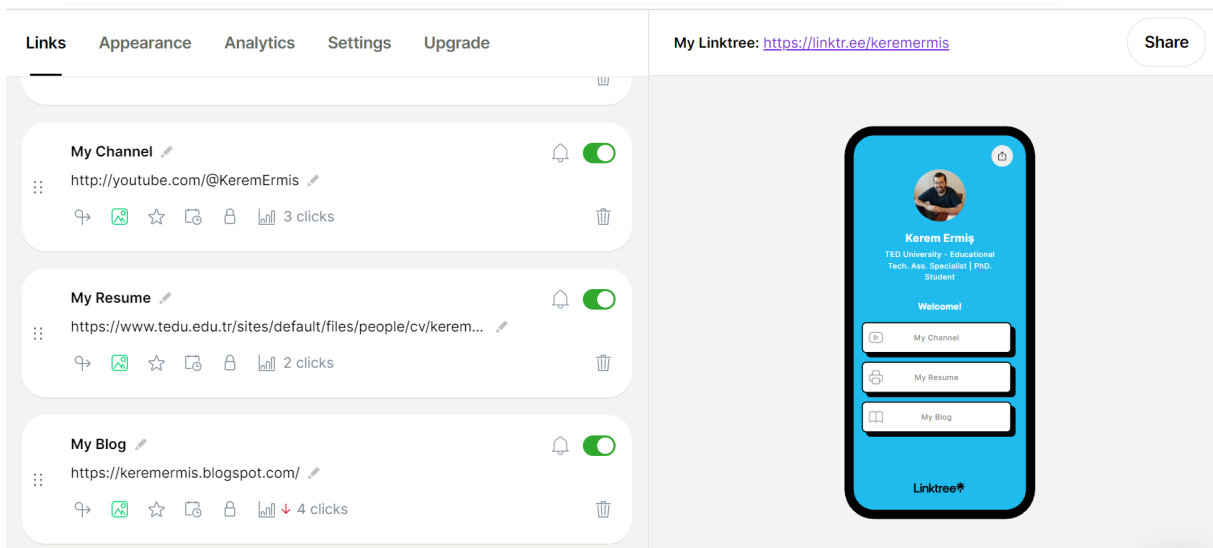 Links Appearance Analytics Settings Upgrade
My Linktree: https://linktr.ee/keremermis
Share
My Channel
http://youtube.com/@KeremErmis
3 clicks
My Resume
https://www.tedu.edu.tr/sites/default/files/people/cv/kerem...
2 clicks
My Blog
https://keremermis.blogspot.com/
4 clicks
Kerem Ermiş
TED University - Educational
Tech. Ass. Specialist | PhD.
Student
Welcome!
My Channel
My Resume
My Blog
Linktree